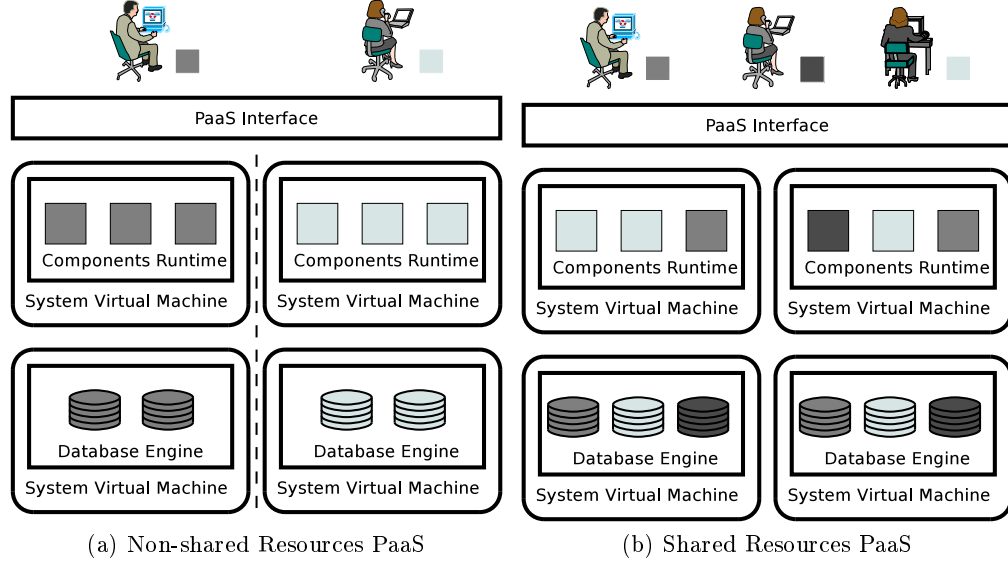 PaaS Interface
Components Runtime
System Virtual Machine
Components Runtime
System Virtual Machine
Database Engine
System Virtual Machine
Database Engine
System Virtual Machine
(a) Non-shared Resources PaaS
PaaS Interface
Components Runtime
System Virtual Machine
Components Runtime
System Virtual Machine
Database Engine
System Virtual Machine
Database Engine
System Virtual Machine
(b) Shared Resources PaaS